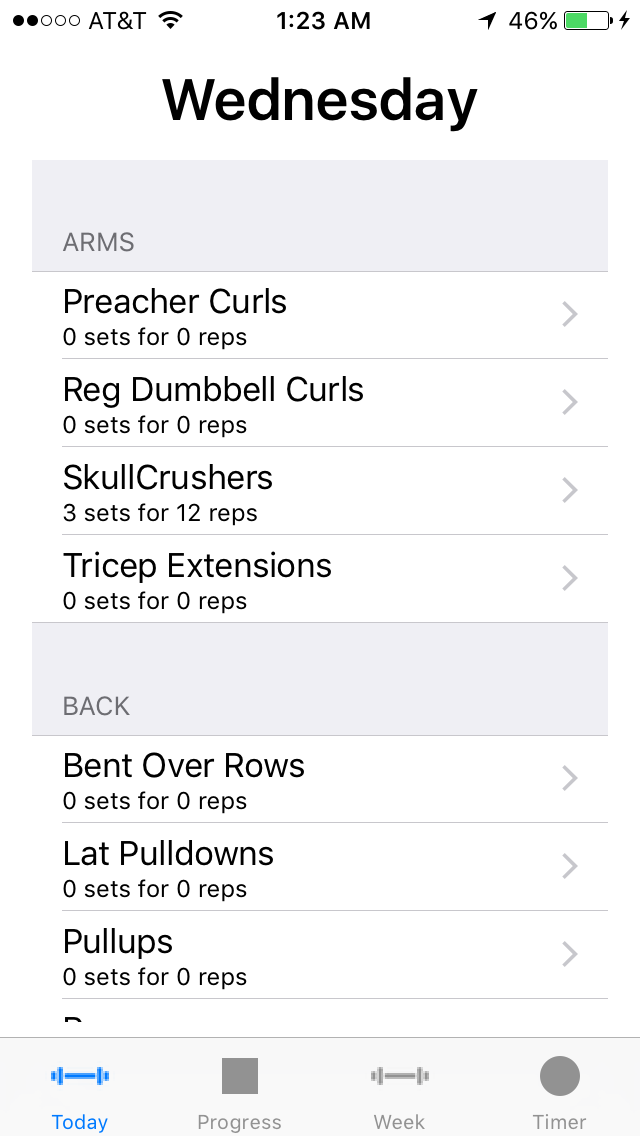 AT&T 1:23 AM 46%
Wednesday
ARMS
Preacher Curls
0 sets for 0 reps
Reg Dumbbell Curls
0 sets for 0 reps
SkullCrushers
3 sets for 12 reps
Tricep Extensions
0 sets for 0 reps
BACK
Bent Over Rows
0 sets for 0 reps
Lat Pulldowns
0 sets for 0 reps
Pullups
0 sets for 0 reps
Today Progress Week Timer